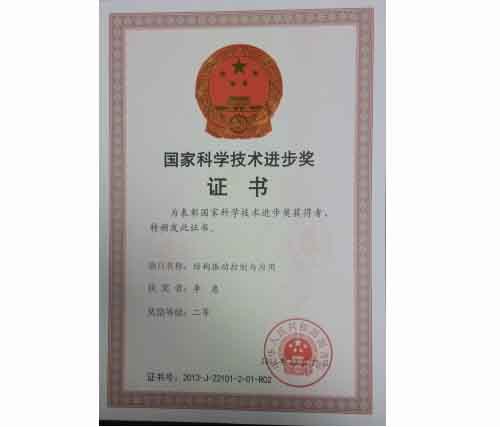 国家科学技术进步奖
证 书
为表彰国家科学技术进步奖获得者，
特颁发此证书。
项目名称：结构振动控制与应用
获 奖 者：李 惠
奖励等级：二等
证书号：2013-J-22101-2-01-R02